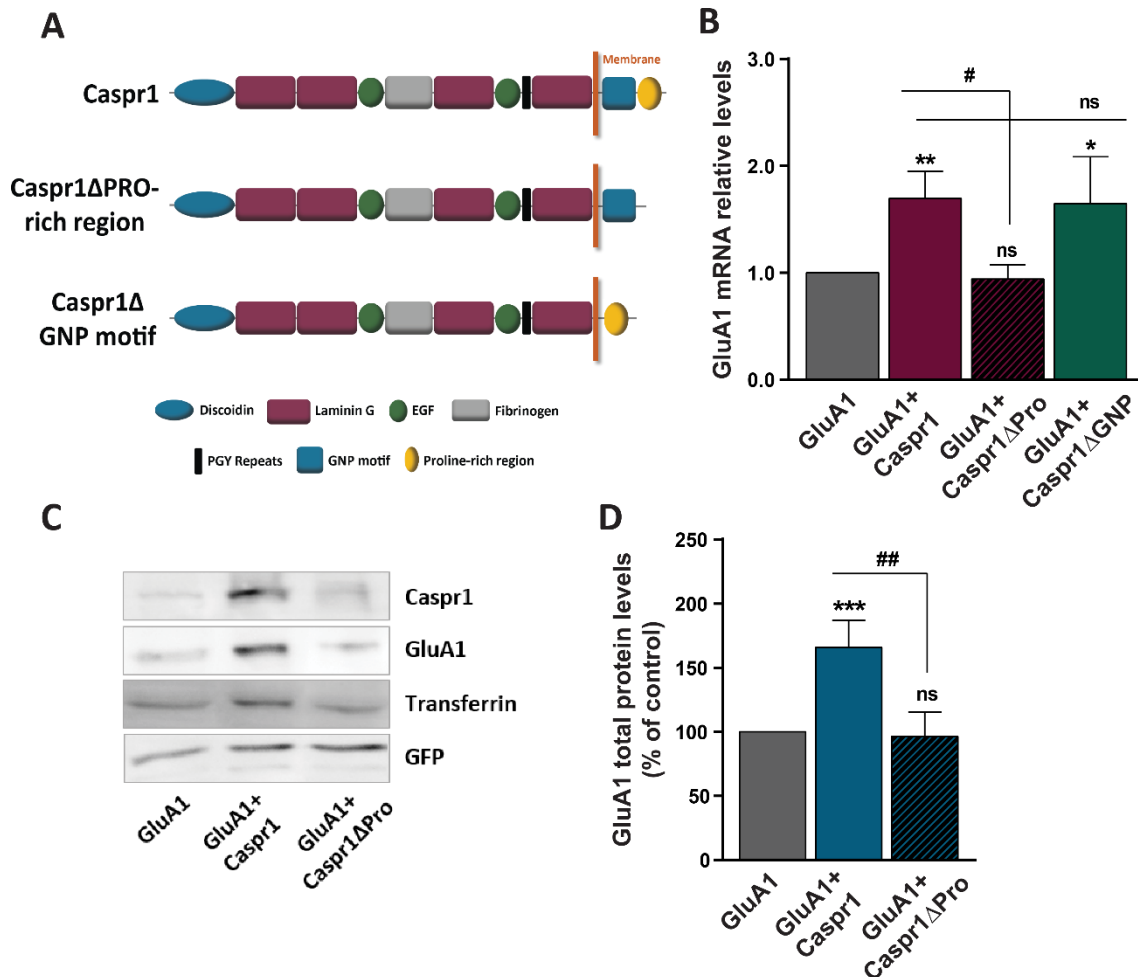 A
Membrane
Caspr1
Caspr1ΔPRO-
rich region
Caspr1Δ
GNP motif
Discoidin
Laminin G
EGF
Fibrinogen
PGY Repeats
GNP motif
Proline-rich region
B
GluA1 mRNA relative levels
3.0
2.0
1.0
0.0
#
ns
**
ns
*
GluA1
GluA1+
Caspr1
GluA1+
Caspr1ΔPro
GluA1+
Caspr1ΔGNP
C
Caspr1
GluA1
Transferrin
GFP
GluA1
GluA1+
Caspr1
GluA1+
Caspr1ΔPro
D
GluA1 total protein levels
(% of control)
250
200
150
100
50
0
##
***
ns
GluA1
GluA1+
Caspr1
GluA1+
Caspr1ΔPro